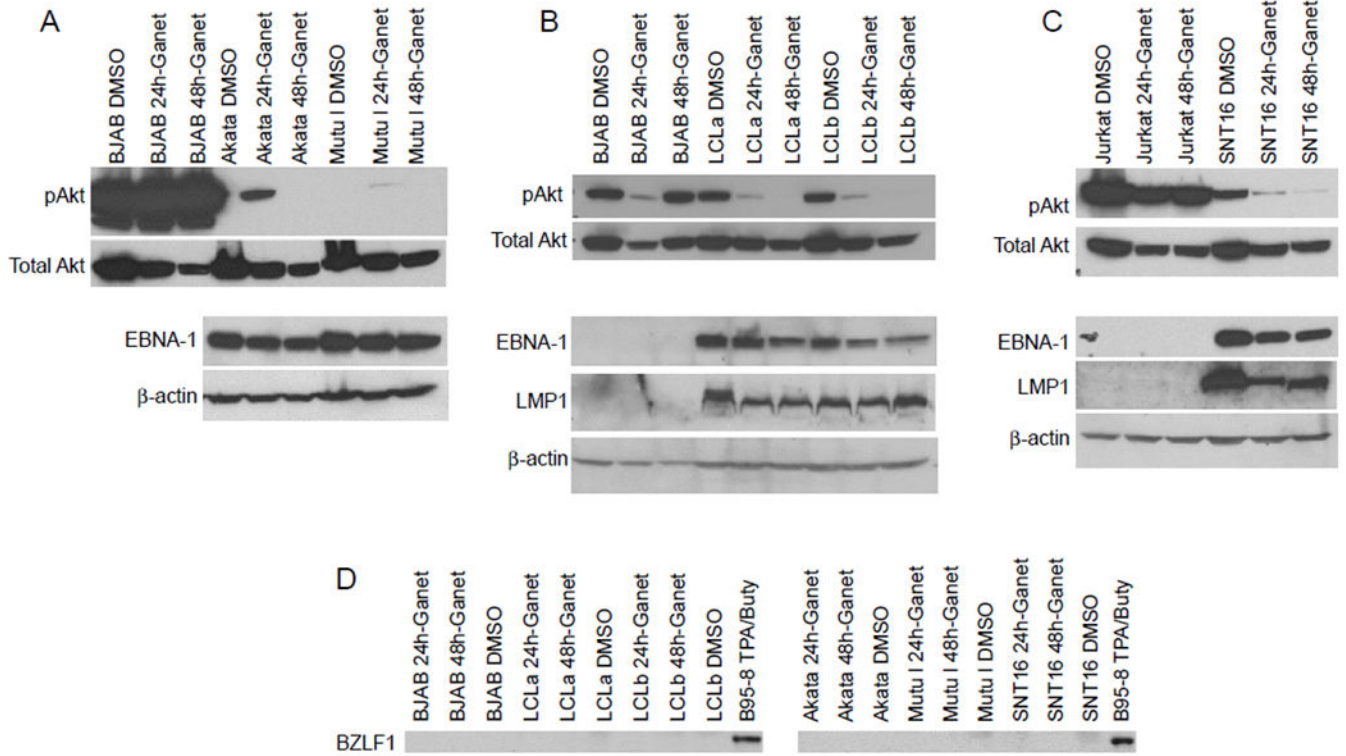 A
BJAB DMSO
BJAB 24h-Ganet
BJAB 48h-Ganet
Akata DMSO
Akata 24h-Ganet
Akata 48h-Ganet
Mutu I DMSO
Mutu I 24h-Ganet
Mutu I 48h-Ganet
pAkt
Total Akt
EBNA-1
β-actin
B
BJAB DMSO
BJAB 24h-Ganet
BJAB 48h-Ganet
LCLa DMSO
LCLa 24h-Ganet
LCLa 48h-Ganet
LCLb DMSO
LCLb 24h-Ganet
LCLb 48h-Ganet
pAkt
Total Akt
EBNA-1
LMP1
β-actin
C
Jurkat DMSO
Jurkat 24h-Ganet
Jurkat 48h-Ganet
SNT16 DMSO
SNT16 24h-Ganet
SNT16 48h-Ganet
pAkt
Total Akt
EBNA-1
LMP1
β-actin
D
BJAB 24h-Ganet
BJAB 48h-Ganet
BJAB DMSO
LCLa 24h-Ganet
LCLa 48h-Ganet
LCLa DMSO
LCLb 24h-Ganet
LCLb 48h-Ganet
LCLb DMSO
B95-8 TPA/Buty
Akata 24h-Ganet
Akata 48h-Ganet
Akata DMSO
Mutu I 24h-Ganet
Mutu I 48h-Ganet
Mutu I DMSO
SNT16 24h-Ganet
SNT16 48h-Ganet
SNT16 DMSO
B95-8 TPA/Buty
BZLF1